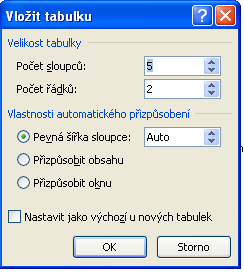 Vložit tabulku
Velikost tabulky
Počet sloupců: 5
Počet řádků: 2
Vlastnosti automatického přizpůsobení
Pevná šířka sloupce: Auto
Přizpůsobit obsahu
Přizpůsobit oknu
Nastavit jako výchozí u nových tabulek
OK Storno